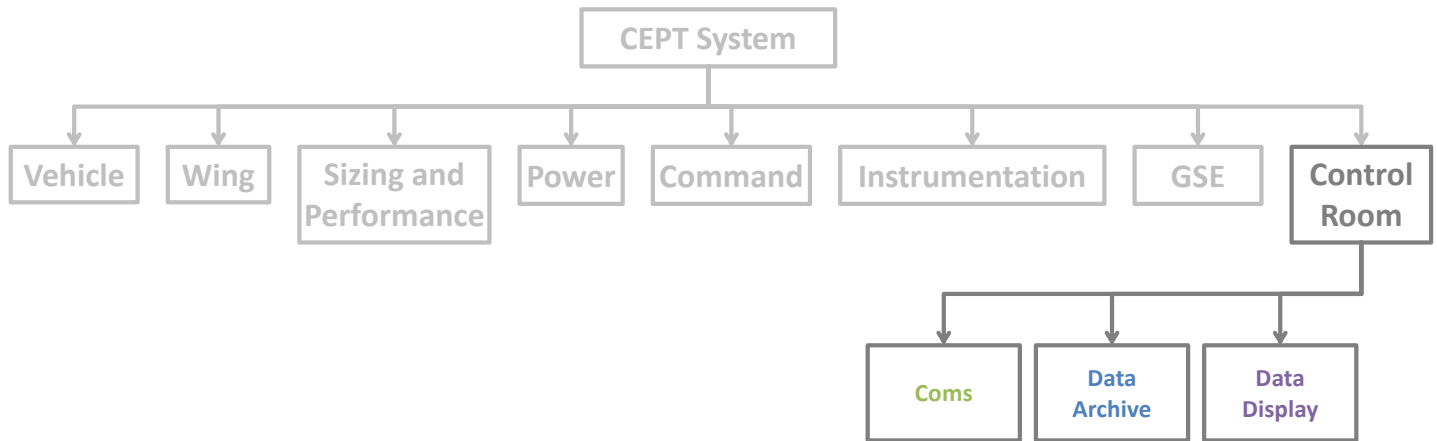 CEPT System
Vehicle
Wing
Sizing and
Performance
Power
Command
Instrumentation
GSE
Control
Room
Coms
Data
Archive
Data
Display